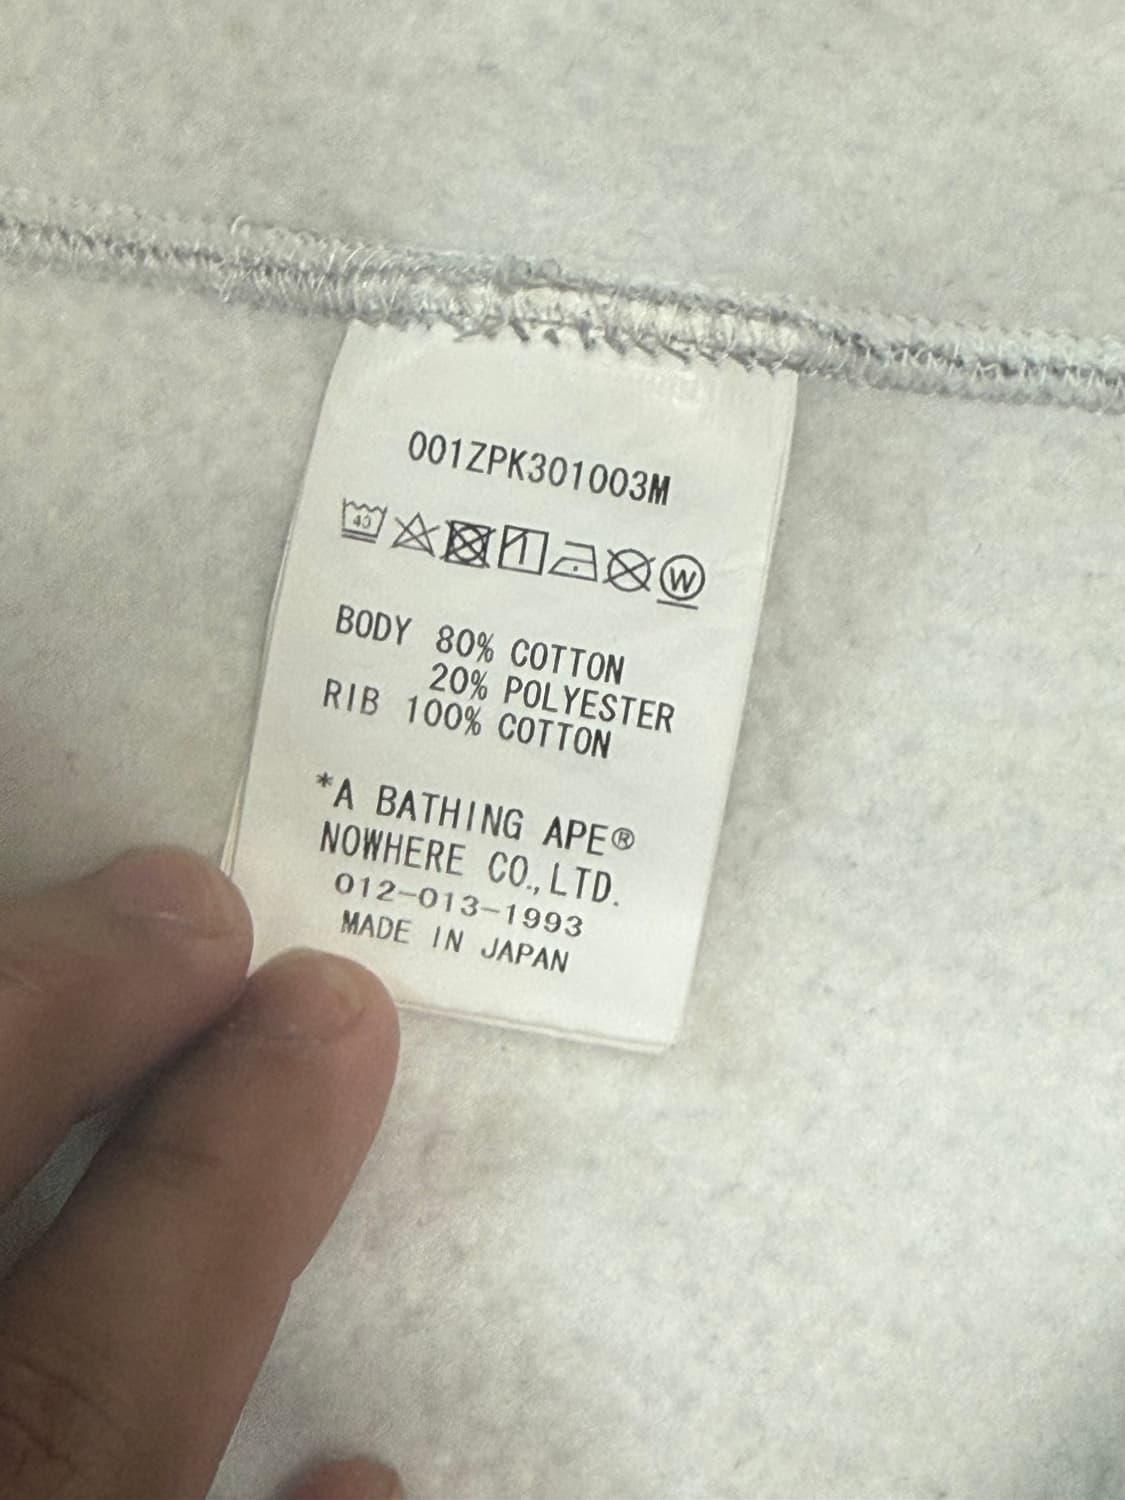 001ZPK301003M
40 W
BODY 80% COTTON
20% POLYESTER
RIB 100% COTTON
*A BATHING APE®
NOWHERE CO.,LTD.
012-013-1993
MADE IN JAPAN